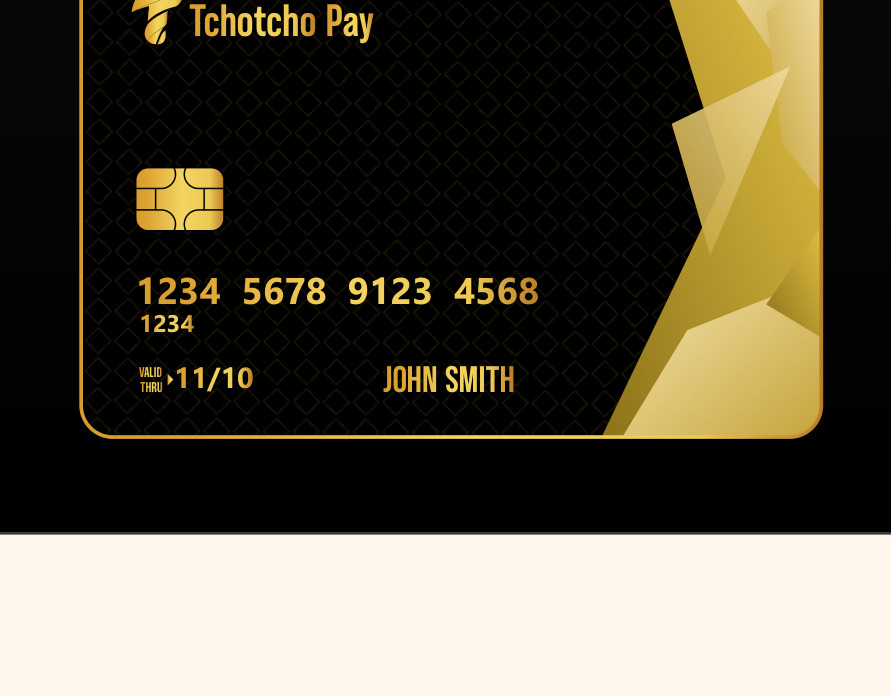 Tchotcho Pay
1234 5678 9123 4568
1234
VALID
THRU
11/10
JOHN SMITH